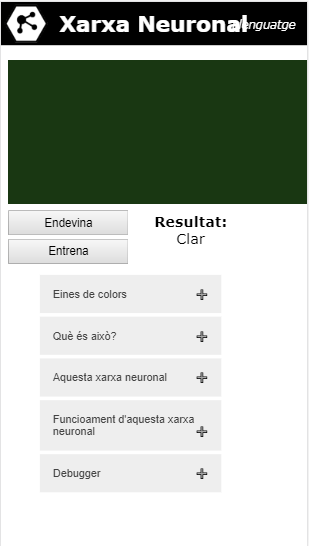 Xarxa Neuronal
Endevina
Resultat:
Clar
Entrena
Eines de colors
Què és això?
Aquesta xarxa neuronal
Funcioament d'aquesta xarxa
neuronal
Debugger